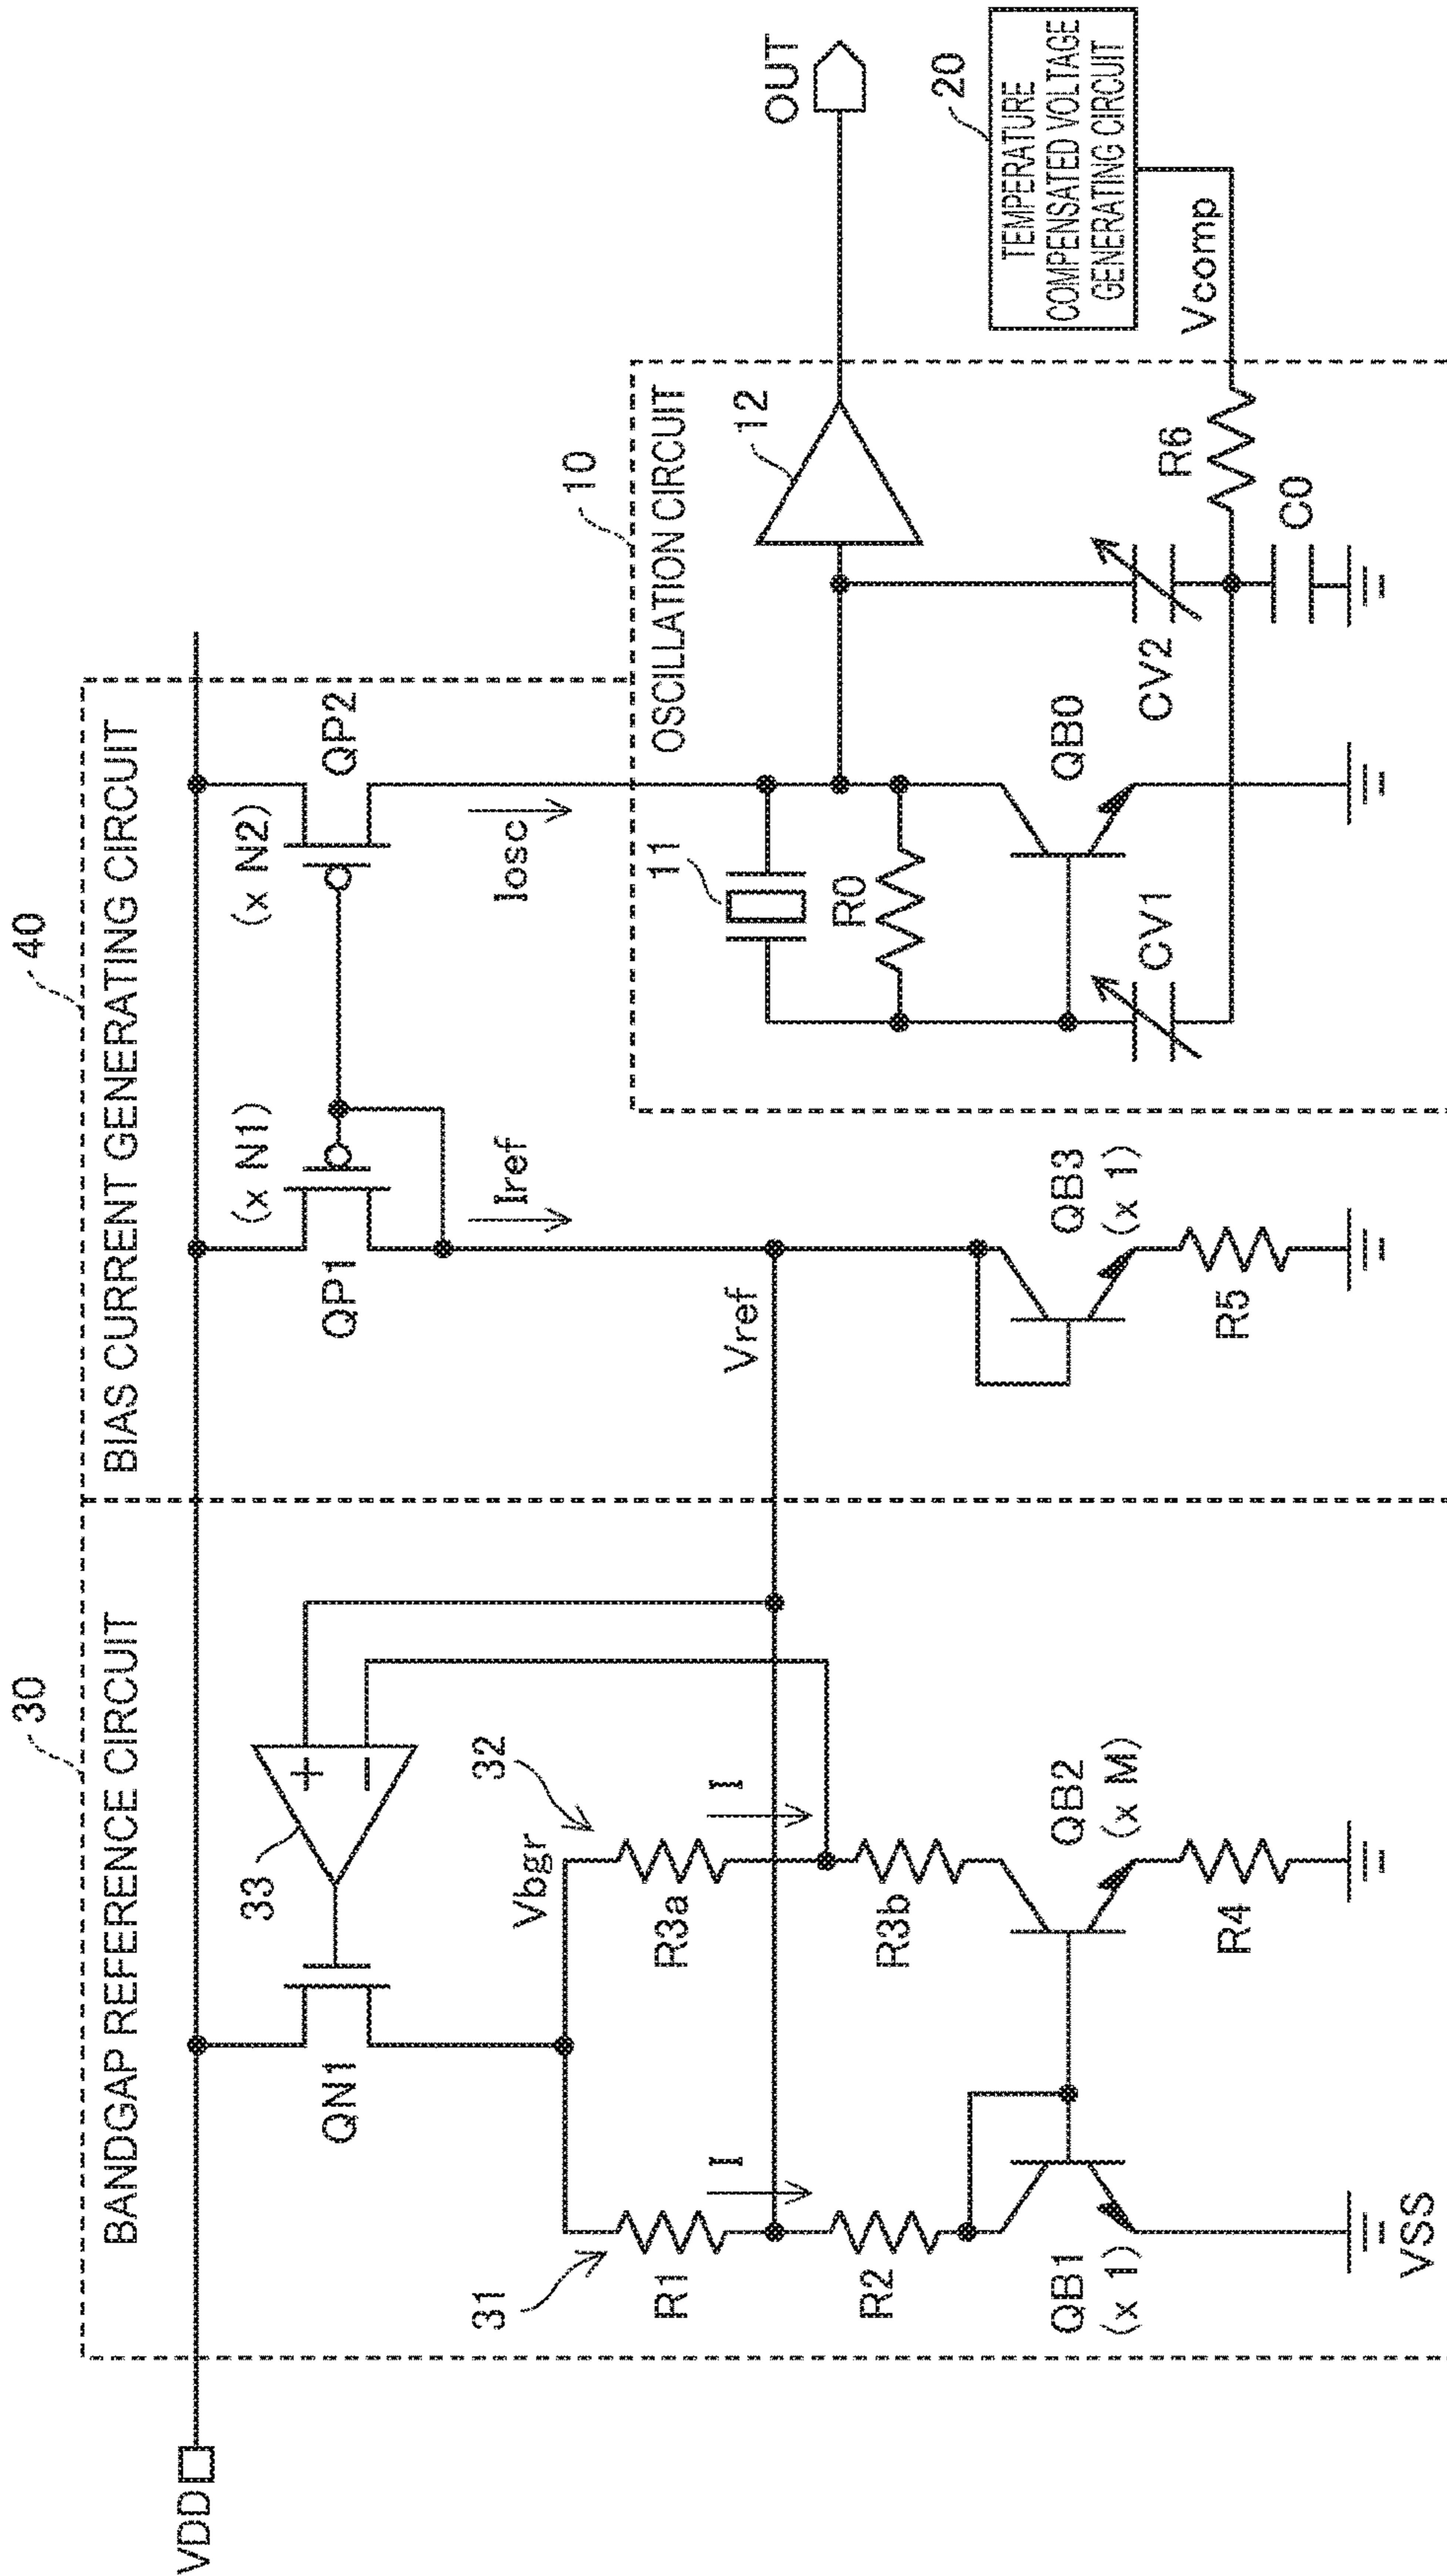 30
40
BANDGAP REFERENCE CIRCUIT
BIAS CURRENT GENERATING CIRCUIT
VDD
33
+
−
QN1
(x N1)
QP1
(x N2)
QP2
Vbgr
31
32
Iref
Iosc
10
R1
I
R3a
I
Vref
OSCILLATION CIRCUIT
11
12
OUT
R2
R3b
R0
20
TEMPERATURE
COMPENSATED VOLTAGE
GENERATING CIRCUIT
QB1
(x 1)
QB2
(x M)
QB3
(x 1)
QB0
CV1
CV2
R6
Vcomp
R4
R5
C0
VSS